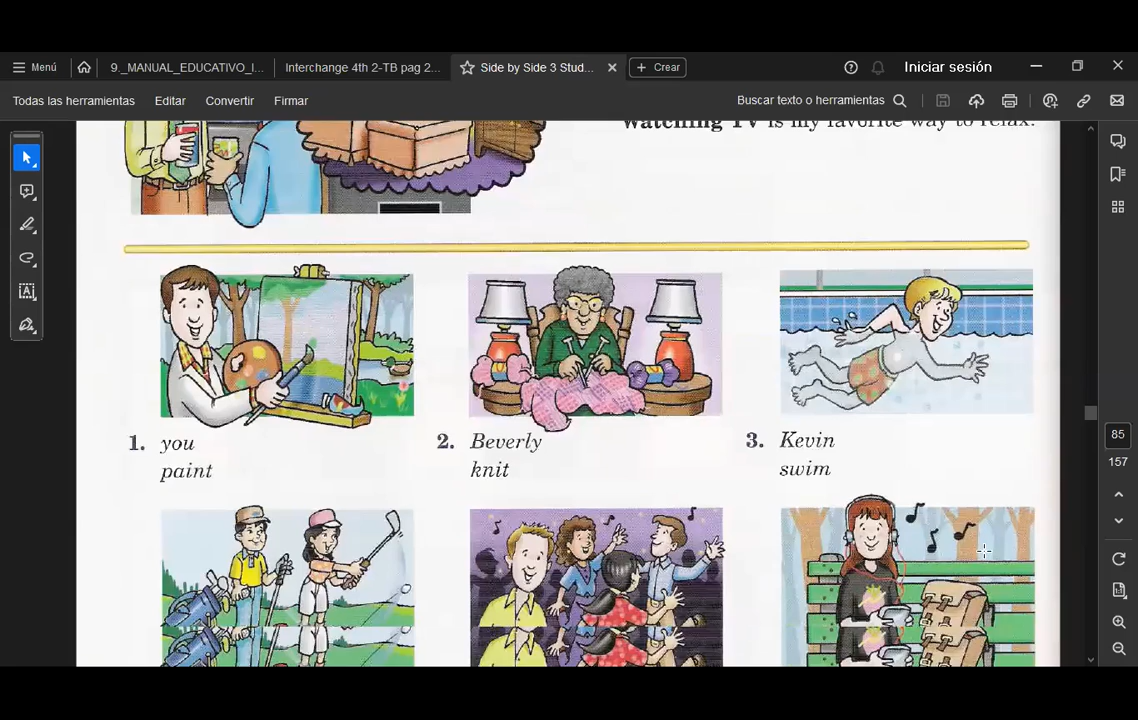 Menú
9._MANUAL_EDUCATIVO_I...
Interchange 4th 2-TB pag 2...
Side by Side 3 Stud...
Crear
Iniciar sesión
Todas las herramientas
Editar
Convertir
Firmar
Buscar texto o herramientas
Watching TV is my favorite way to relax.
1. you
paint
2. Beverly
knit
3. Kevin
swim
85
157